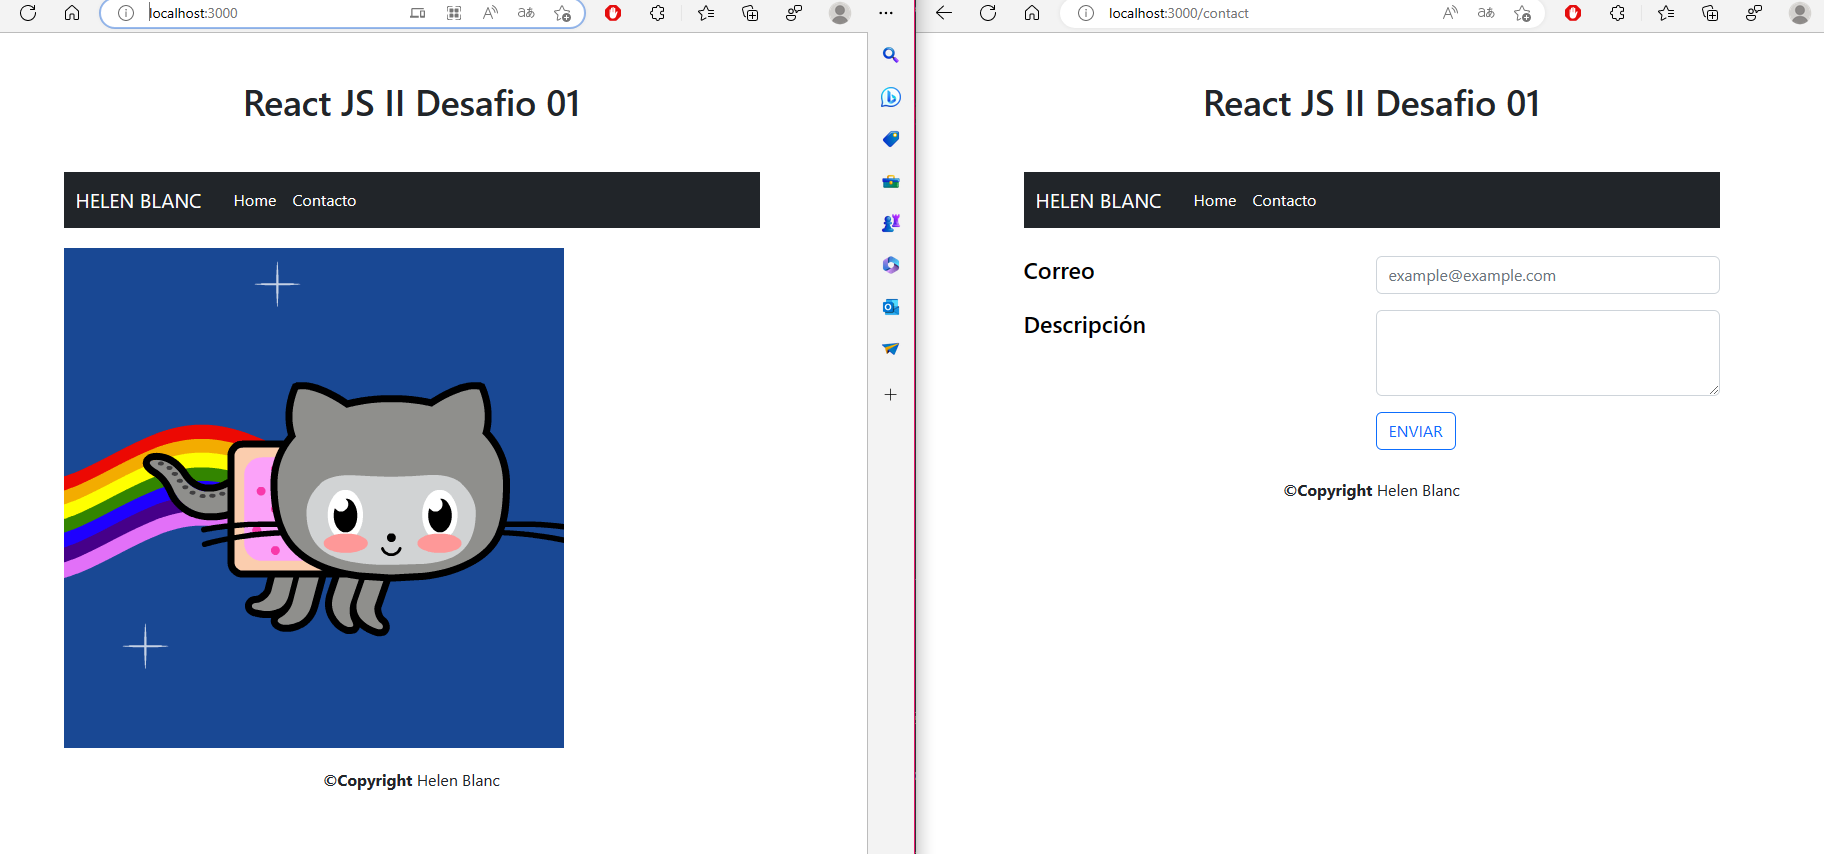 localhost:3000
React JS II Desafio 01
HELEN BLANC Home Contacto
©Copyright Helen Blanc
localhost:3000/contact
React JS II Desafio 01
HELEN BLANC Home Contacto
Correo
example@example.com
Descripción
ENVIAR
©Copyright Helen Blanc